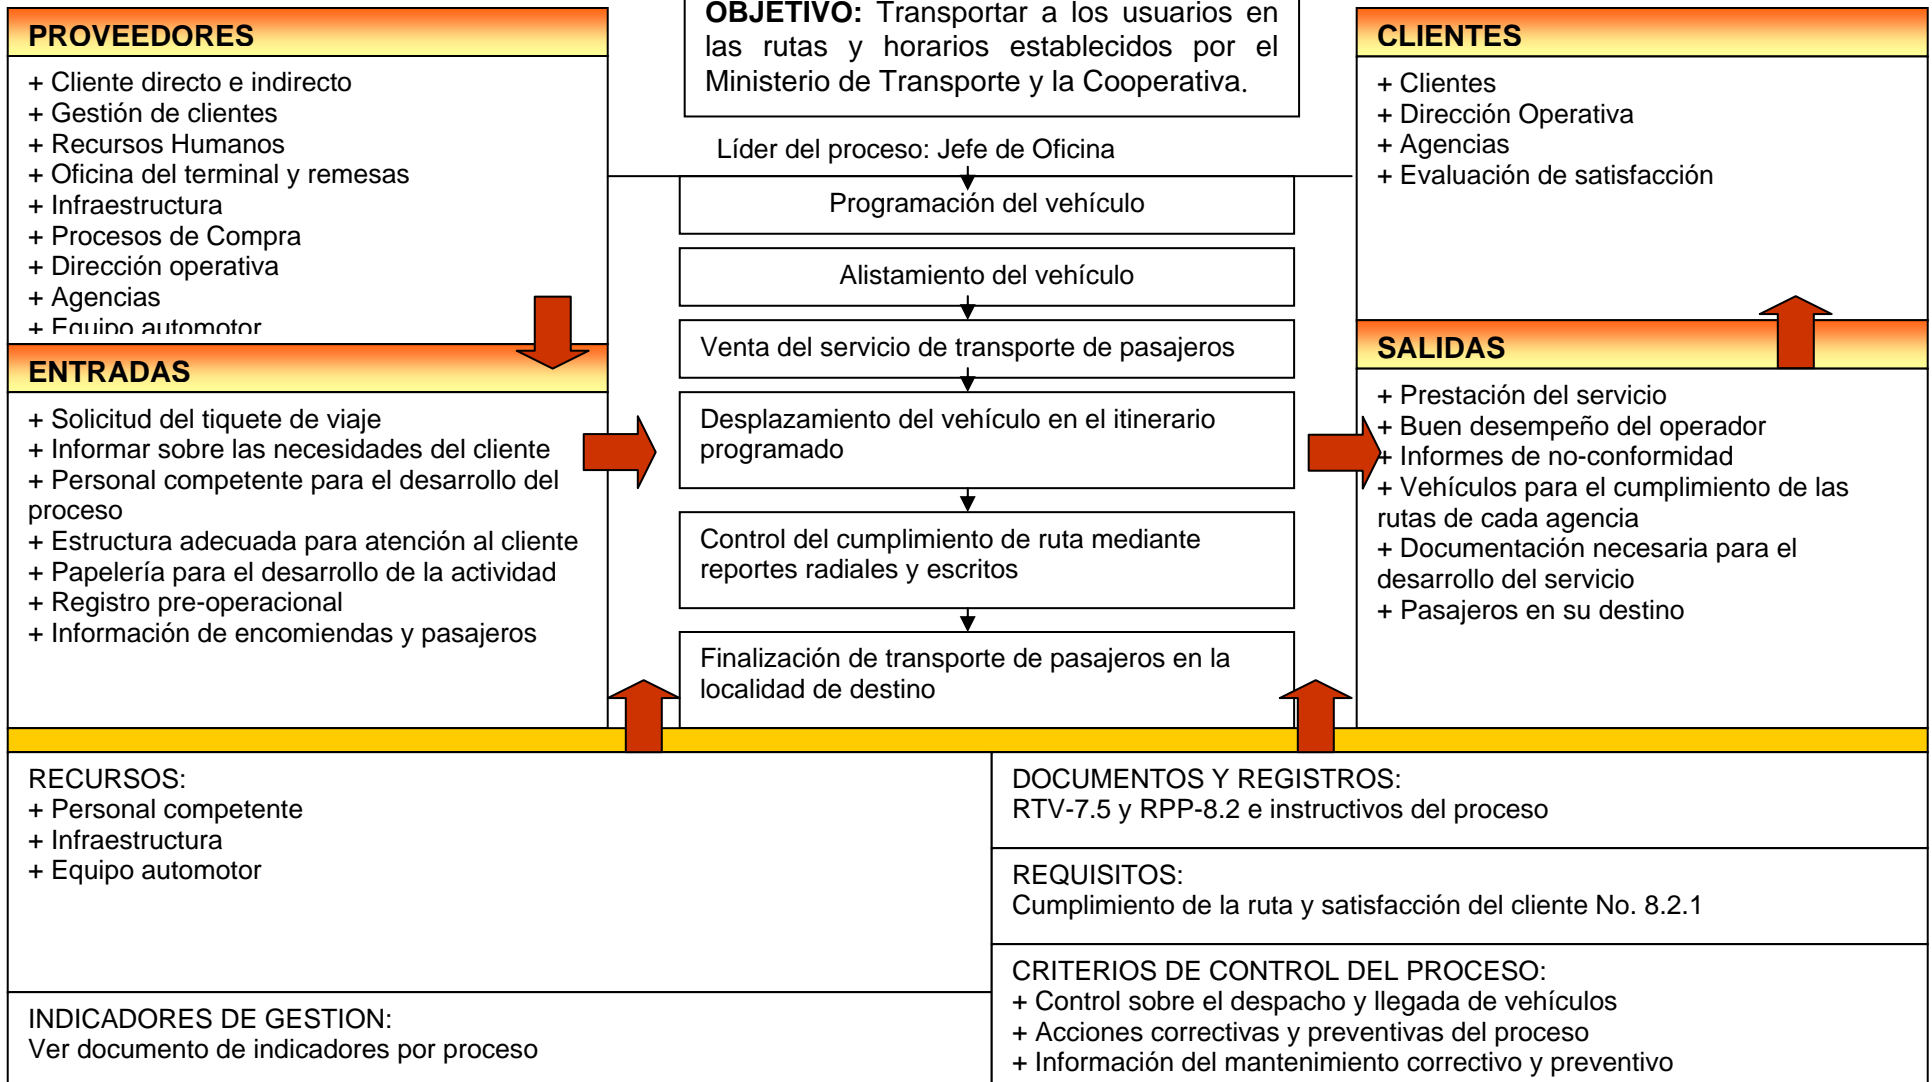 PROVEEDORES
+ Cliente directo e indirecto
+ Gestión de clientes
+ Recursos Humanos
+ Oficina del terminal y remesas
+ Infraestructura
+ Procesos de Compra
+ Dirección operativa
+ Agencias
+ Equipo automotor
ENTRADAS
+ Solicitud del tiquete de viaje
+ Informar sobre las necesidades del cliente
+ Personal competente para el desarrollo del
proceso
+ Estructura adecuada para atención al cliente
+ Papelería para el desarrollo de la actividad
+ Registro pre-operacional
+ Información de encomiendas y pasajeros
OBJETIVO: Transportar a los usuarios en
las rutas y horarios establecidos por el
Ministerio de Transporte y la Cooperativa.
Líder del proceso: Jefe de Oficina
Programación del vehículo
Alistamiento del vehículo
Venta del servicio de transporte de pasajeros
Desplazamiento del vehículo en el itinerario
programado
Control del cumplimiento de ruta mediante
reportes radiales y escritos
Finalización de transporte de pasajeros en la
localidad de destino
CLIENTES
+ Clientes
+ Dirección Operativa
+ Agencias
+ Evaluación de satisfacción
SALIDAS
+ Prestación del servicio
+ Buen desempeño del operador
+ Informes de no-conformidad
+ Vehículos para el cumplimiento de las
rutas de cada agencia
+ Documentación necesaria para el
desarrollo del servicio
+ Pasajeros en su destino
RECURSOS:
+ Personal competente
+ Infraestructura
+ Equipo automotor
INDICADORES DE GESTION:
Ver documento de indicadores por proceso
DOCUMENTOS Y REGISTROS:
RTV-7.5 y RPP-8.2 e instructivos del proceso
REQUISITOS:
Cumplimiento de la ruta y satisfacción del cliente No. 8.2.1
CRITERIOS DE CONTROL DEL PROCESO:
+ Control sobre el despacho y llegada de vehículos
+ Acciones correctivas y preventivas del proceso
+ Información del mantenimiento correctivo y preventivo